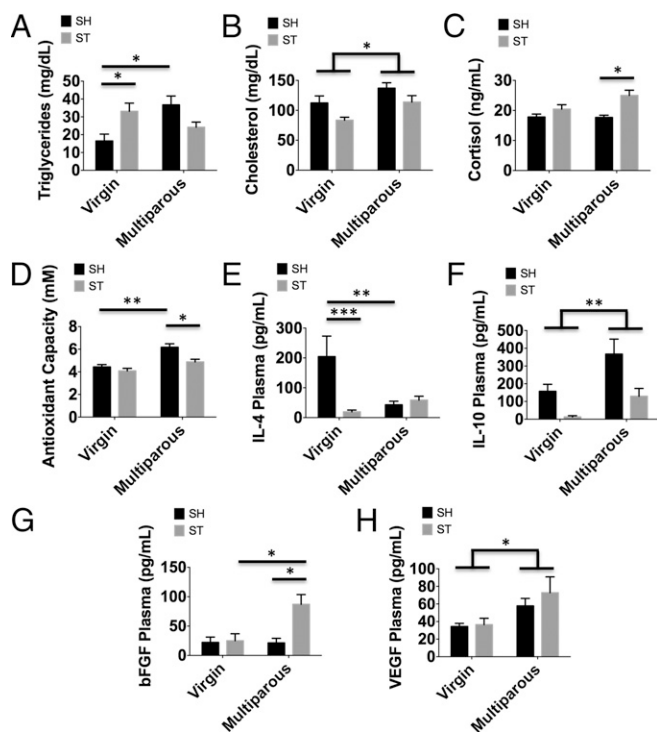 A
SH
ST
Triglycerides (mg/dL)
50
40
30
20
10
0
*
*
Virgin
Multiparous
B
SH
ST
Cholesterol (mg/dL)
150
100
50
0
*
Virgin
Multiparous
C
SH
ST
Cortisol (ng/mL)
30
20
10
0
*
Virgin
Multiparous
D
SH
ST
Antioxidant Capacity (mM)
8
6
4
2
0
**
*
Virgin
Multiparous
E
SH
ST
IL-4 Plasma (pg/mL)
300
200
100
0
**
***
Virgin
Multiparous
F
SH
ST
IL-10 Plasma (pg/mL)
500
400
300
200
100
0
**
Virgin
Multiparous
G
SH
ST
bFGF Plasma (pg/mL)
150
100
50
0
*
*
Virgin
Multiparous
H
SH
ST
VEGF Plasma (pg/mL)
100
80
60
40
20
0
*
Virgin
Multiparous